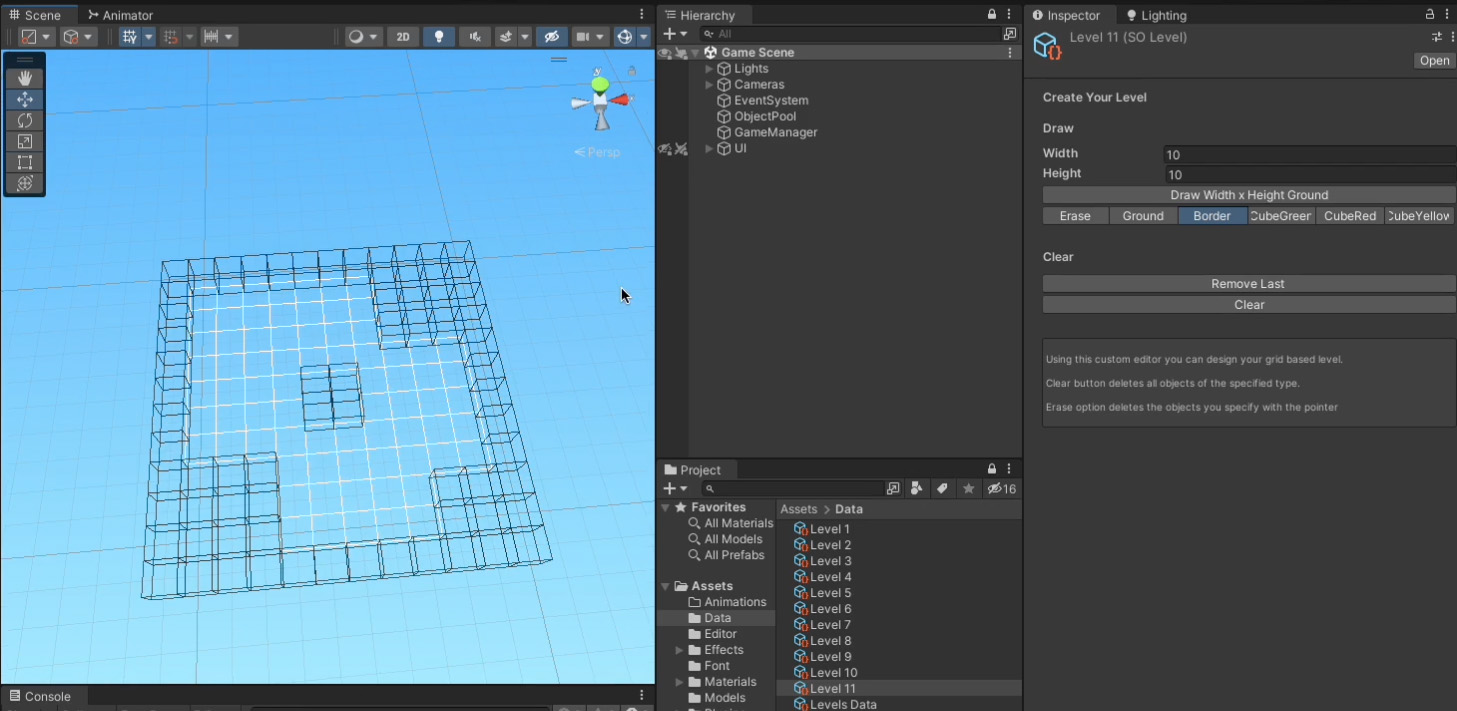 Scene
Animator
2D
y
Persp
Hierarchy
All
Game Scene
Lights
Cameras
EventSystem
ObjectPool
GameManager
UI
Project
16
Favorites
All Materials
All Models
All Prefabs
Assets
Animations
Data
Editor
Effects
Font
Materials
Models
Assets > Data
Level 1
Level 2
Level 3
Level 4
Level 5
Level 6
Level 7
Level 8
Level 9
Level 10
Level 11
Levels Data
Console
Inspector
Lighting
Level 11 (SO Level)
Open
Create Your Level
Draw
Width 10
Height 10
Draw Width x Height Ground
Erase Ground Border CubeGreen CubeRed CubeYellow
Clear
Remove Last
Clear
Using this custom editor you can design your grid based level.
Clear button deletes all objects of the specified type.
Erase option deletes the objects you specify with the pointer